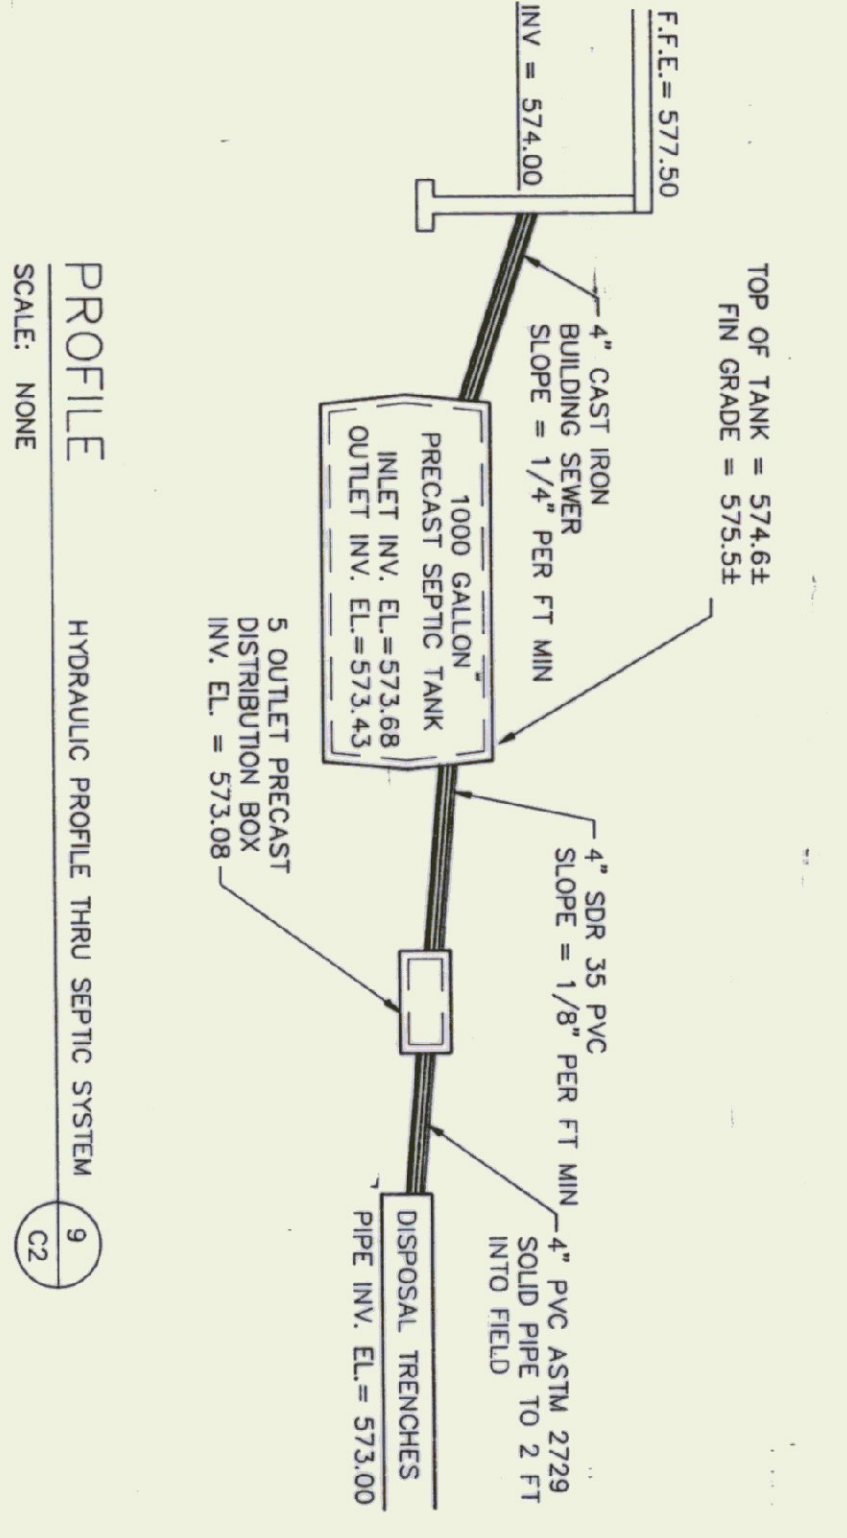 F.F.E.= 577.50
INV = 574.00
TOP OF TANK = 574.6±
FIN GRADE = 575.5±
4" CAST IRON
BUILDING SEWER
SLOPE = 1/4" PER FT MIN
1000 GALLON
PRECAST SEPTIC TANK
INLET INV. EL.=573.68
OUTLET INV. EL.=573.43
4" SDR 35 PVC
SLOPE = 1/8" PER FT MIN
5 OUTLET PRECAST
DISTRIBUTION BOX
INV. EL. = 573.08
4" PVC ASTM 2729
SOLID PIPE TO 2 FT
INTO FIELD
DISPOSAL TRENCHES
PIPE INV. EL.= 573.00
PROFILE
HYDRAULIC PROFILE THRU SEPTIC SYSTEM
SCALE: NONE
9
C2